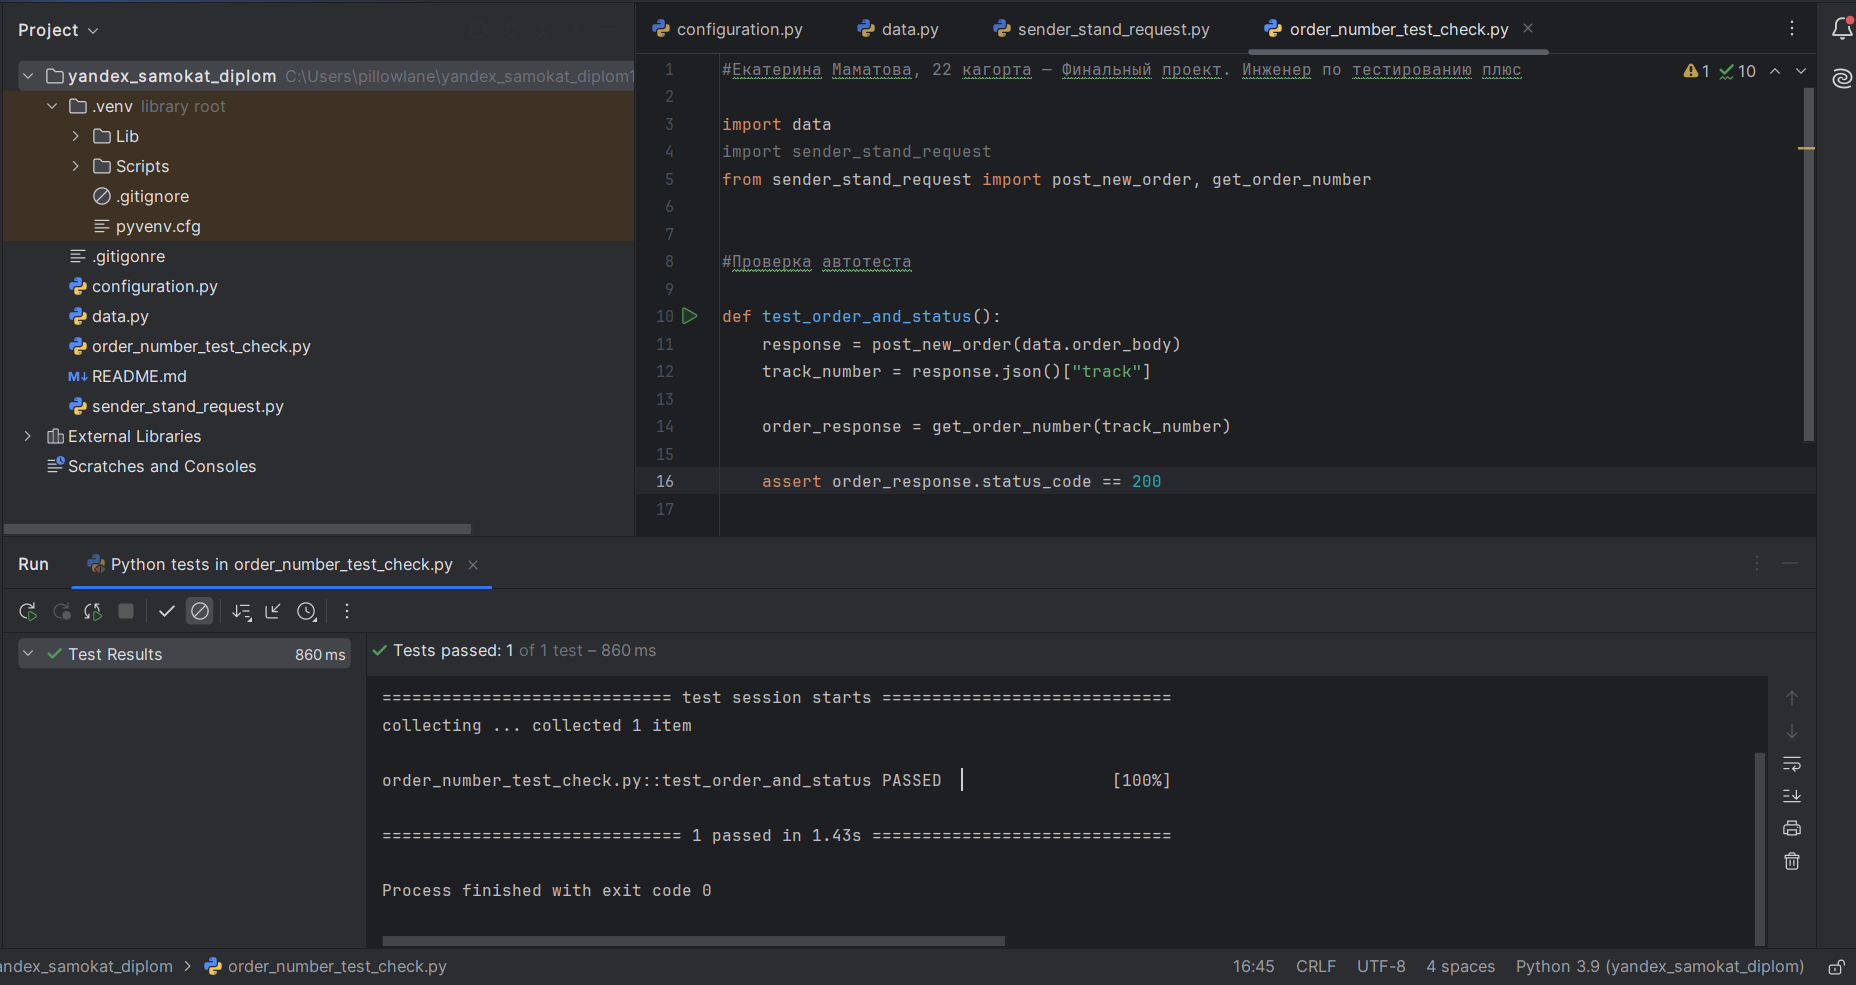 Project
yandex_samokat_diplom C:\Users\pillowlane\yandex_samokat_diplom1
.venv library root
Lib
Scripts
.gitignore
pyvenv.cfg
.gitigonre
configuration.py
data.py
order_number_test_check.py
M↓ README.md
sender_stand_request.py
External Libraries
Scratches and Consoles
configuration.py data.py sender_stand_request.py order_number_test_check.py
1 10
1 #Екатерина Маматова, 22 кагорта — Финальный проект. Инженер по тестированию плюс
2
3 import data
4 import sender_stand_request
5 from sender_stand_request import post_new_order, get_order_number
6
7
8 #Проверка автотеста
9
10 def test_order_and_status():
11 response = post_new_order(data.order_body)
12 track_number = response.json()["track"]
13
14 order_response = get_order_number(track_number)
15
16 assert order_response.status_code == 200
17
Run Python tests in order_number_test_check.py
Test Results 860 ms
Tests passed: 1 of 1 test – 860 ms
============================= test session starts =============================
collecting ... collected 1 item
order_number_test_check.py::test_order_and_status PASSED [100%]
============================== 1 passed in 1.43s ==============================
Process finished with exit code 0
andex_samokat_diplom > order_number_test_check.py
16:45 CRLF UTF-8 4 spaces Python 3.9 (yandex_samokat_diplom)